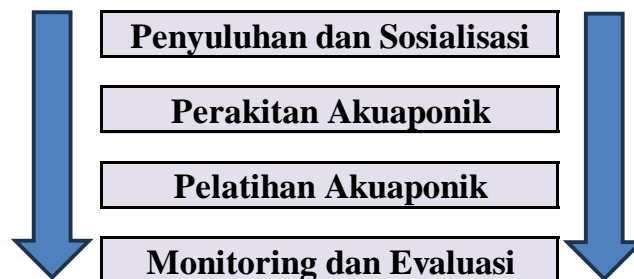 Penyuluhan dan Sosialisasi
Perakitan Akuaponik
Pelatihan Akuaponik
Monitoring dan Evaluasi